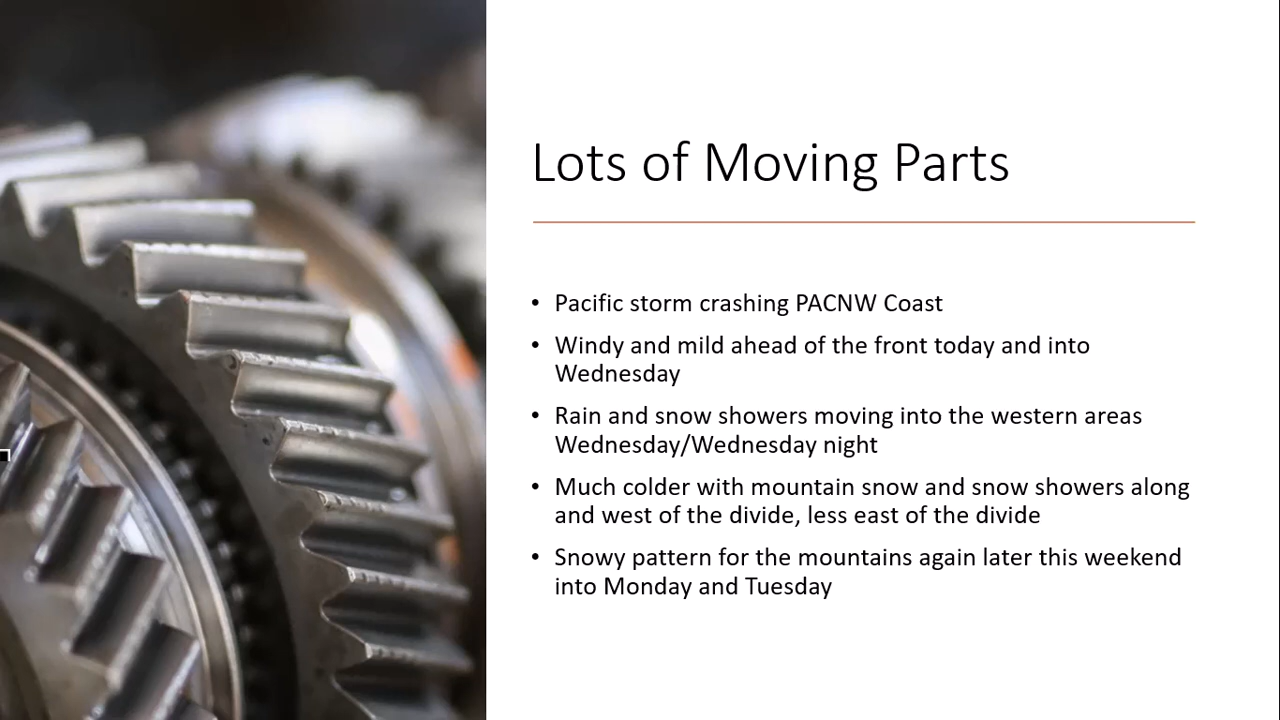 Lots of Moving Parts
• Pacific storm crashing PACNW Coast
• Windy and mild ahead of the front today and into
Wednesday
• Rain and snow showers moving into the western areas
Wednesday/Wednesday night
• Much colder with mountain snow and snow showers along
and west of the divide, less east of the divide
• Snowy pattern for the mountains again later this weekend
into Monday and Tuesday